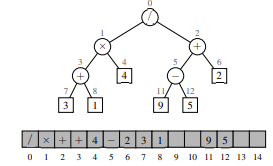 0
/
1 2
× +
3 4 5 6
+ 4 − 2
7 8 11 12
3 1 9 5
/ × + + 4 − 2 3 1 9 5
0 1 2 3 4 5 6 7 8 9 10 11 12 13 14